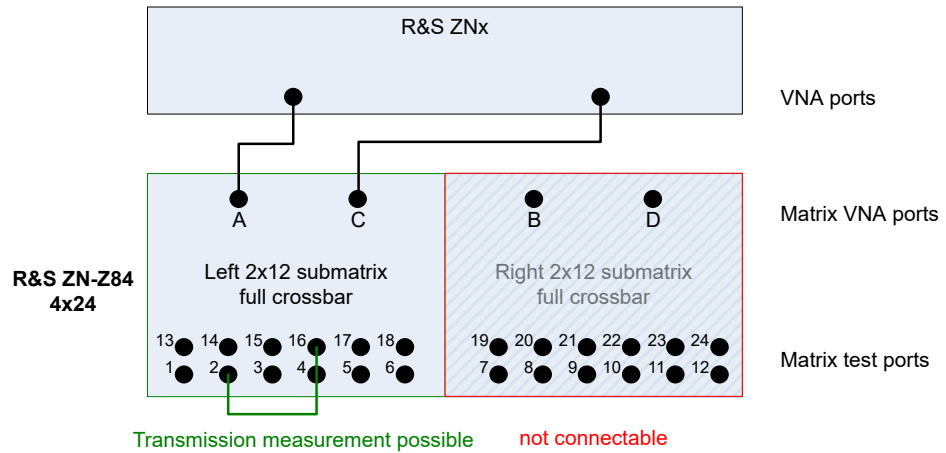 R&S ZNx
VNA ports
A C B D
Matrix VNA ports
R&S ZN-Z84
4x24
Left 2x12 submatrix
full crossbar
Right 2x12 submatrix
full crossbar
13 14 15 16 17 18 19 20 21 22 23 24
1 2 3 4 5 6 7 8 9 10 11 12
Matrix test ports
Transmission measurement possible
not connectable